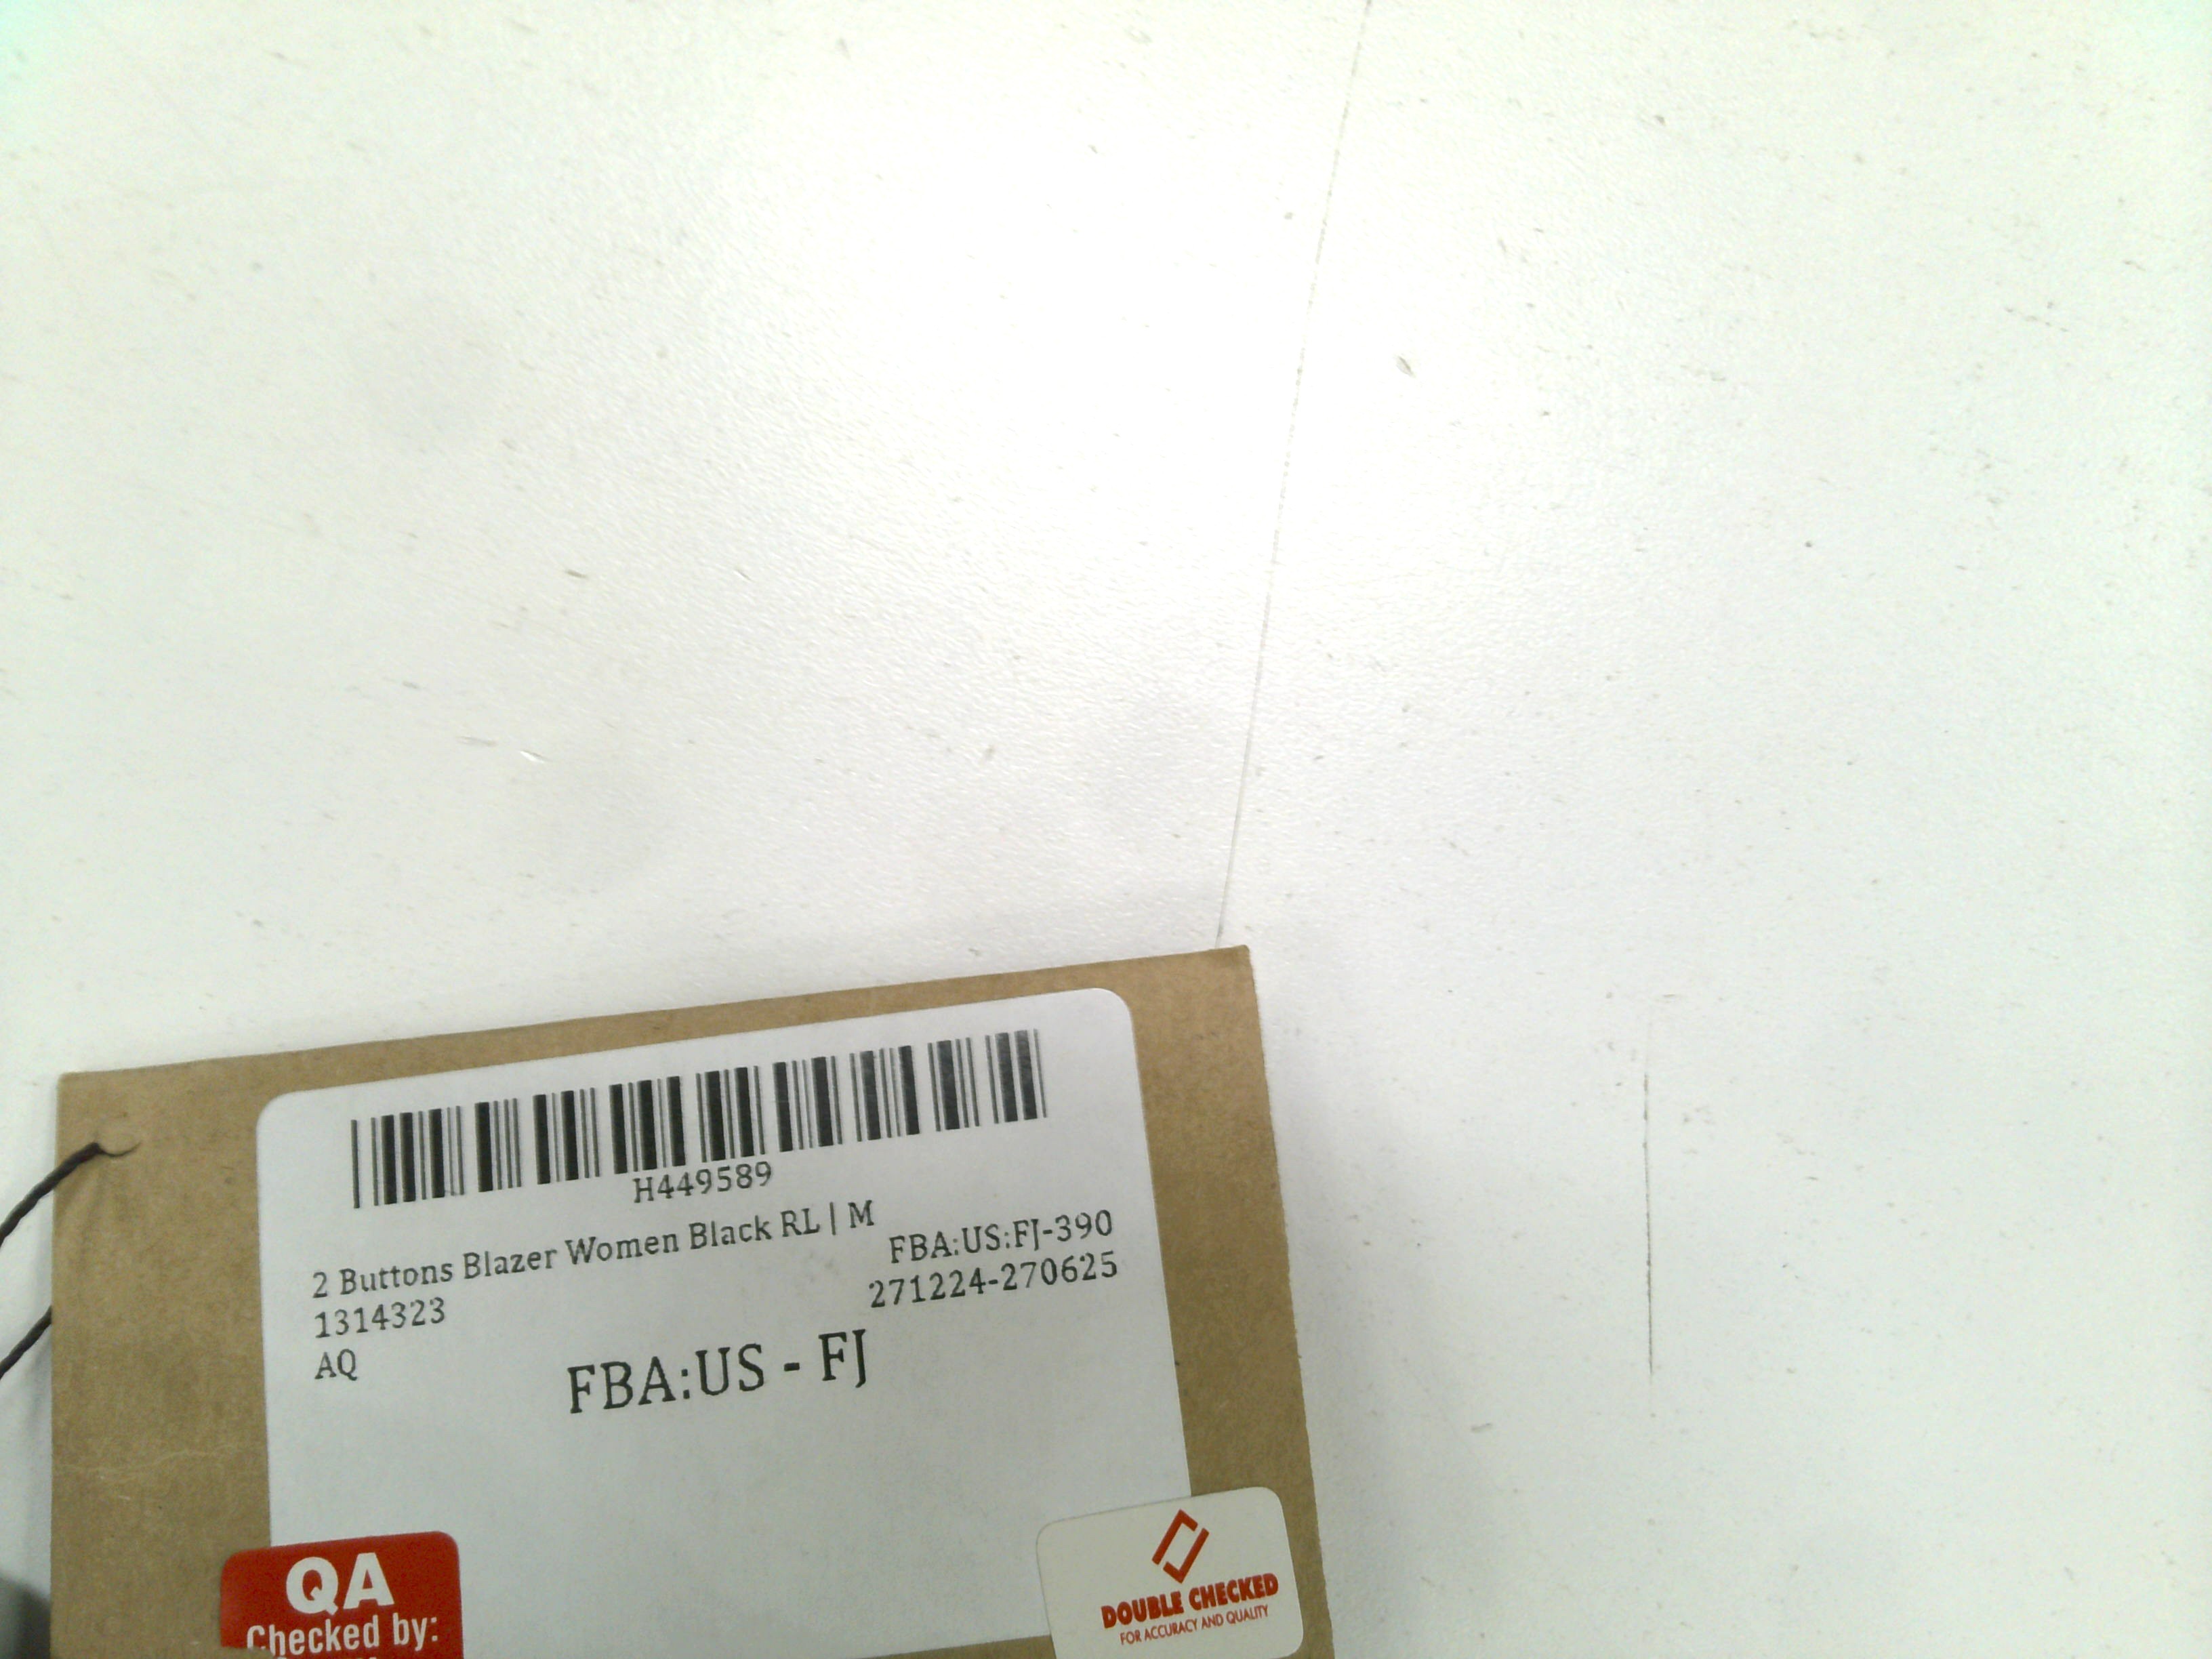 H449589
2 Buttons Blazer Women Black RL | M
FBA:US:FJ-390
1314323
271224-270625
AQ
FBA:US - FJ
QA
Checked by:
DOUBLE CHECKED
FOR ACCURACY AND QUALITY